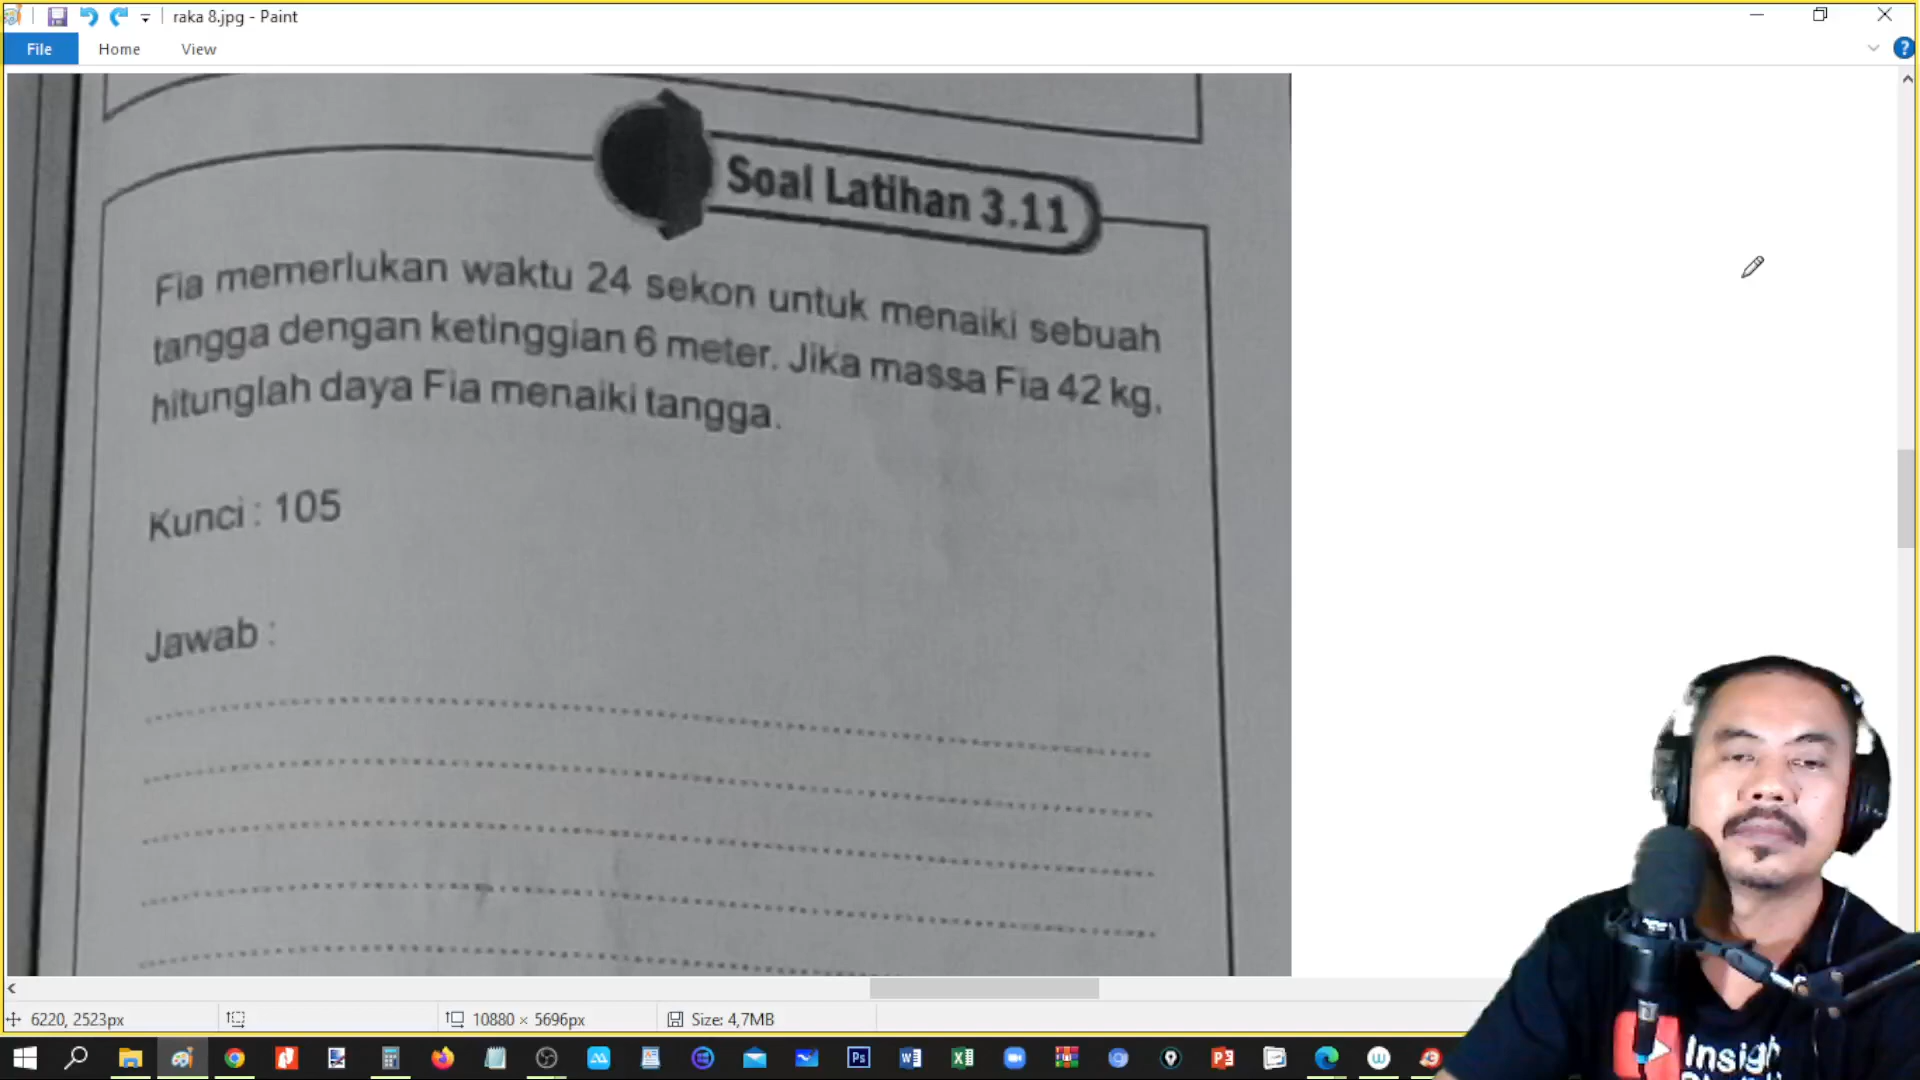 raka 8.jpg - Paint
File Home View
Soal Latihan 3.11
Fia memerlukan waktu 24 sekon untuk menaiki sebuah
tangga dengan ketinggian 6 meter. Jika massa Fia 42 kg,
hitunglah daya Fia menaiki tangga.
Kunci : 105
Jawab :
6220, 2523px 10880 × 5696px Size: 4,7MB